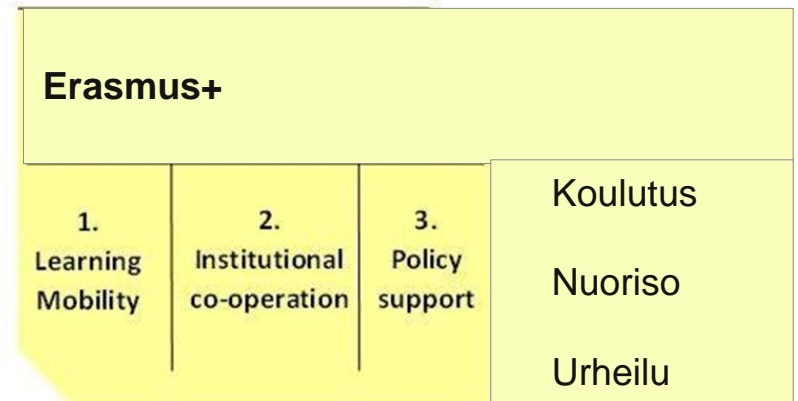 Erasmus+
1.
Learning
Mobility
2.
Institutional
co-operation
3.
Policy
support
Koulutus
Nuoriso
Urheilu